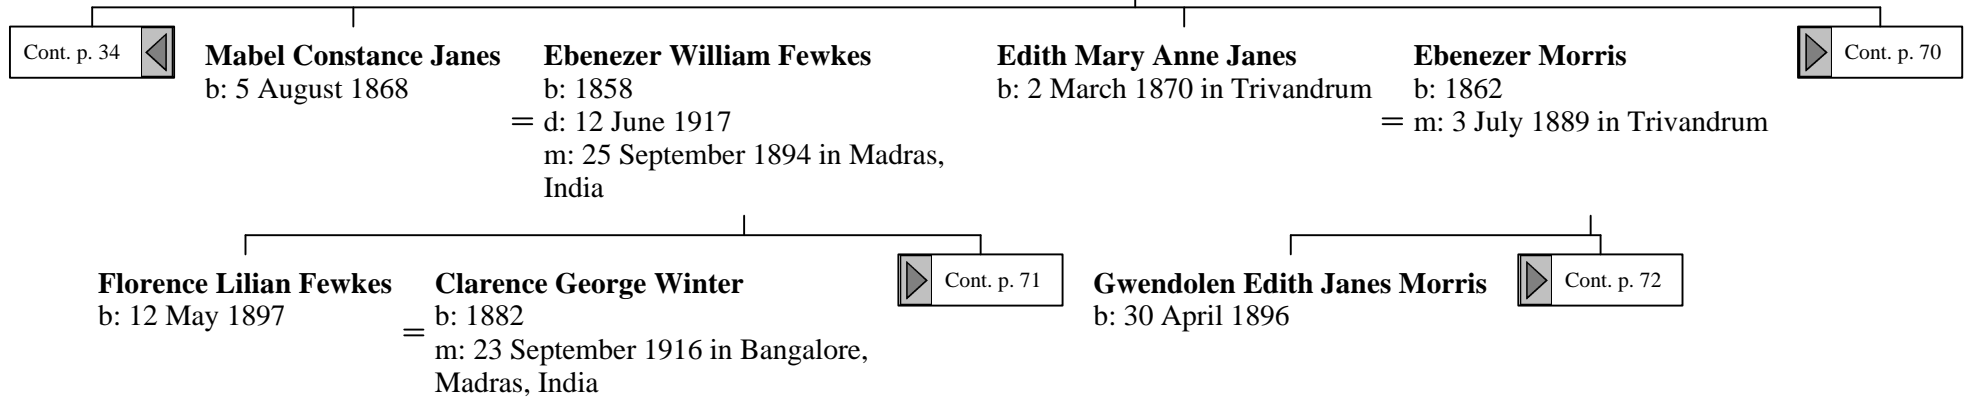 Cont. p. 34
Mabel Constance Janes
b: 5 August 1868
=
Ebenezer William Fewkes
b: 1858
d: 12 June 1917
m: 25 September 1894 in Madras,
India
Edith Mary Anne Janes
b: 2 March 1870 in Trivandrum
=
Ebenezer Morris
b: 1862
m: 3 July 1889 in Trivandrum
Cont. p. 70
Florence Lilian Fewkes
b: 12 May 1897
=
Clarence George Winter
b: 1882
m: 23 September 1916 in Bangalore,
Madras, India
Cont. p. 71
Gwendolen Edith Janes Morris
b: 30 April 1896
Cont. p. 72